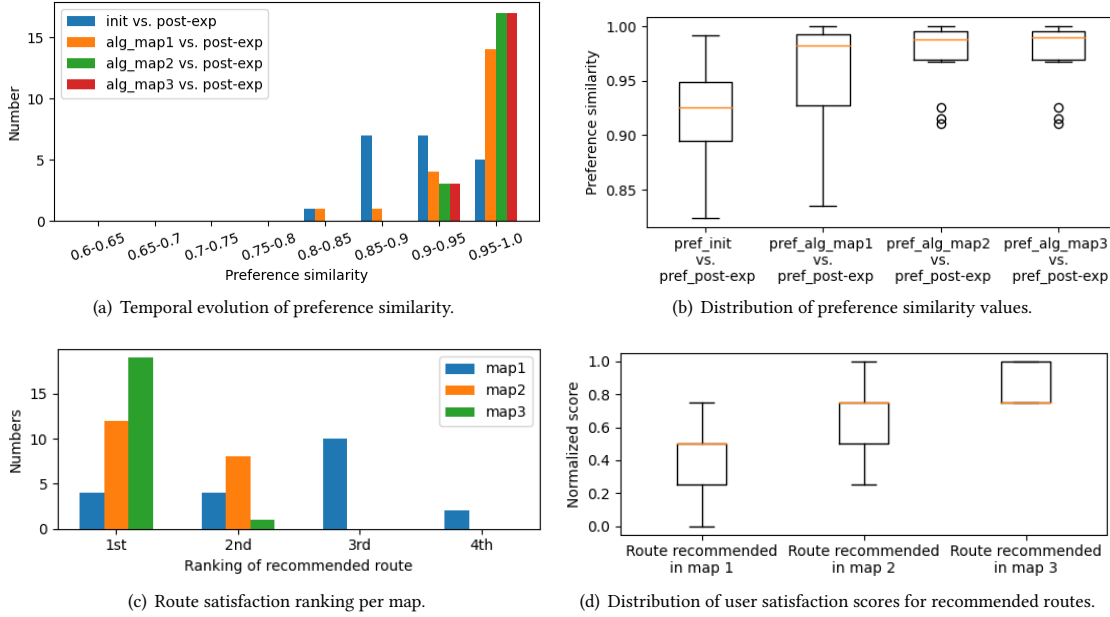 init vs. post-exp
alg_map1 vs. post-exp
alg_map2 vs. post-exp
alg_map3 vs. post-exp
Number
15
10
5
0
0.6-0.65
0.65-0.7
0.7-0.75
0.75-0.8
0.8-0.85
0.85-0.9
0.9-0.95
0.95-1.0
Preference similarity
(a) Temporal evolution of preference similarity.
Preference similarity
1.00
0.95
0.90
0.85
pref_init
vs.
pref_post-exp
pref_alg_map1
vs.
pref_post-exp
pref_alg_map2
vs.
pref_post-exp
pref_alg_map3
vs.
pref_post-exp
(b) Distribution of preference similarity values.
map1
map2
map3
Numbers
15
10
5
0
1st
2nd
3rd
4th
Ranking of recommended route
(c) Route satisfaction ranking per map.
Normalized score
1.0
0.8
0.6
0.4
0.2
0.0
Route recommended
in map 1
Route recommended
in map 2
Route recommended
in map 3
(d) Distribution of user satisfaction scores for recommended routes.